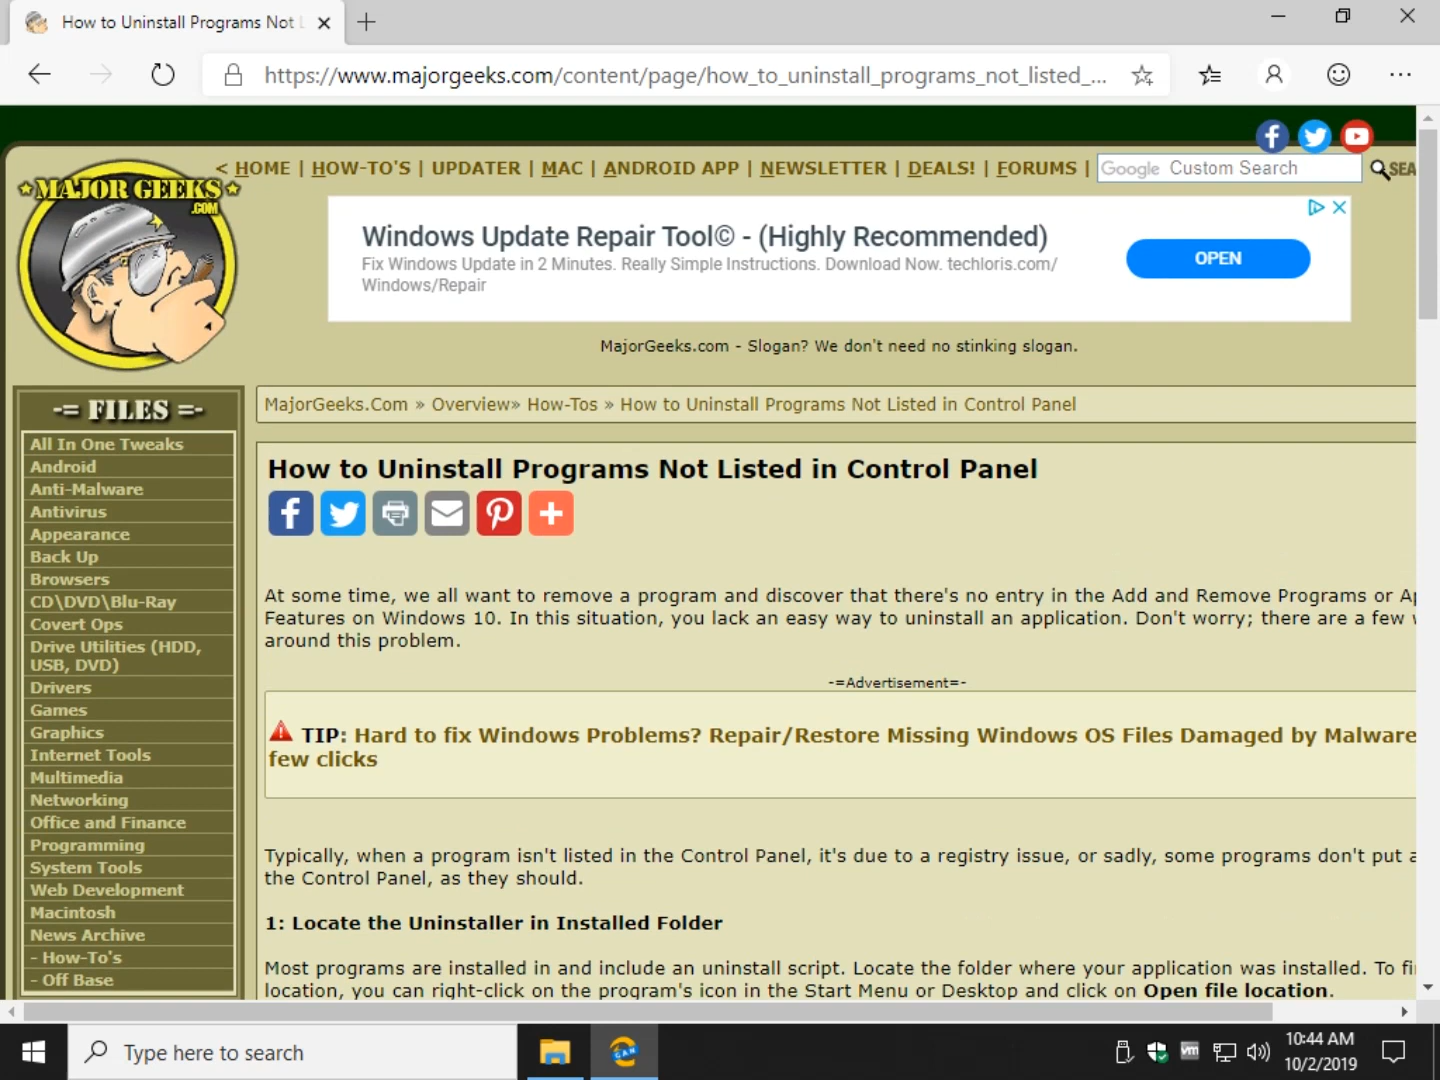 How to Uninstall Programs Not
https://www.majorgeeks.com/content/page/how_to_uninstall_programs_not_listed_...
< HOME | HOW-TO'S | UPDATER | MAC | ANDROID APP | NEWSLETTER | DEALS! | FORUMS |
Google Custom Search
SEA
MAJOR GEEKS
.COM
Windows Update Repair Tool© - (Highly Recommended)
Fix Windows Update in 2 Minutes. Really Simple Instructions. Download Now. techloris.com/
Windows/Repair
OPEN
MajorGeeks.com - Slogan? We don't need no stinking slogan.
-= FILES =-
All In One Tweaks
Android
Anti-Malware
Antivirus
Appearance
Back Up
Browsers
CD\DVD\Blu-Ray
Covert Ops
Drive Utilities (HDD,
USB, DVD)
Drivers
Games
Graphics
Internet Tools
Multimedia
Networking
Office and Finance
Programming
System Tools
Web Development
Macintosh
News Archive
- How-To's
- Off Base
MajorGeeks.Com » Overview» How-Tos » How to Uninstall Programs Not Listed in Control Panel
How to Uninstall Programs Not Listed in Control Panel
At some time, we all want to remove a program and discover that there's no entry in the Add and Remove Programs or
Features on Windows 10. In this situation, you lack an easy way to uninstall an application. Don't worry; there are a few
around this problem.
-=Advertisement=-
TIP: Hard to fix Windows Problems? Repair/Restore Missing Windows OS Files Damaged by Malware
few clicks
Typically, when a program isn't listed in the Control Panel, it's due to a registry issue, or sadly, some programs don't put
the Control Panel, as they should.
1: Locate the Uninstaller in Installed Folder
Most programs are installed in and include an uninstall script. Locate the folder where your application was installed. To
location, you can right-click on the program's icon in the Start Menu or Desktop and click on Open file location.
Type here to search
CAN
vm
10:44 AM
10/2/2019